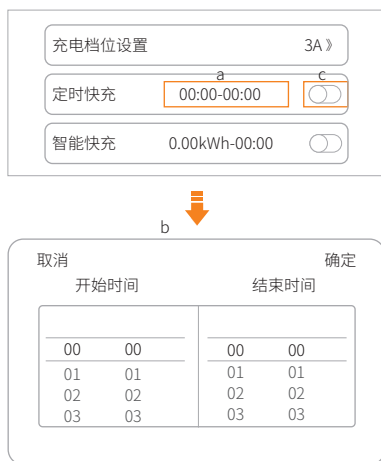 充电档位设置 3A 》
a c
定时快充 00:00-00:00
智能快充 0.00kWh-00:00
b
取消 确定
开始时间 结束时间
00 00 00 00
01 01 01 01
02 02 02 02
03 03 03 03